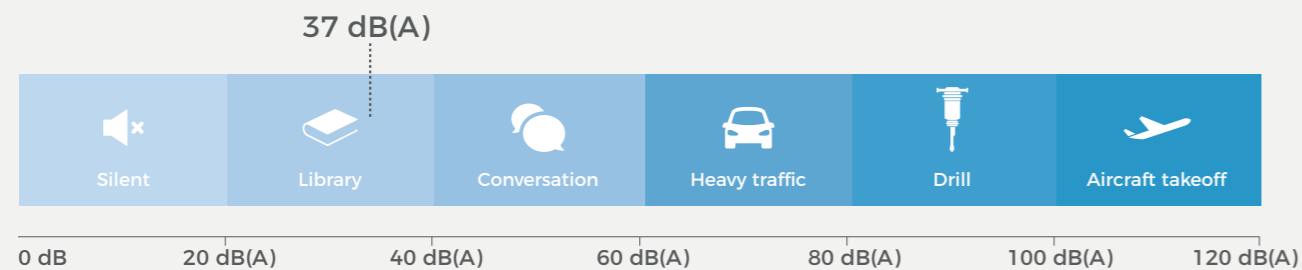 37 dB(A)
Silent Library Conversation Heavy traffic Drill Aircraft takeoff
0 dB 20 dB(A) 40 dB(A) 60 dB(A) 80 dB(A) 100 dB(A) 120 dB(A)